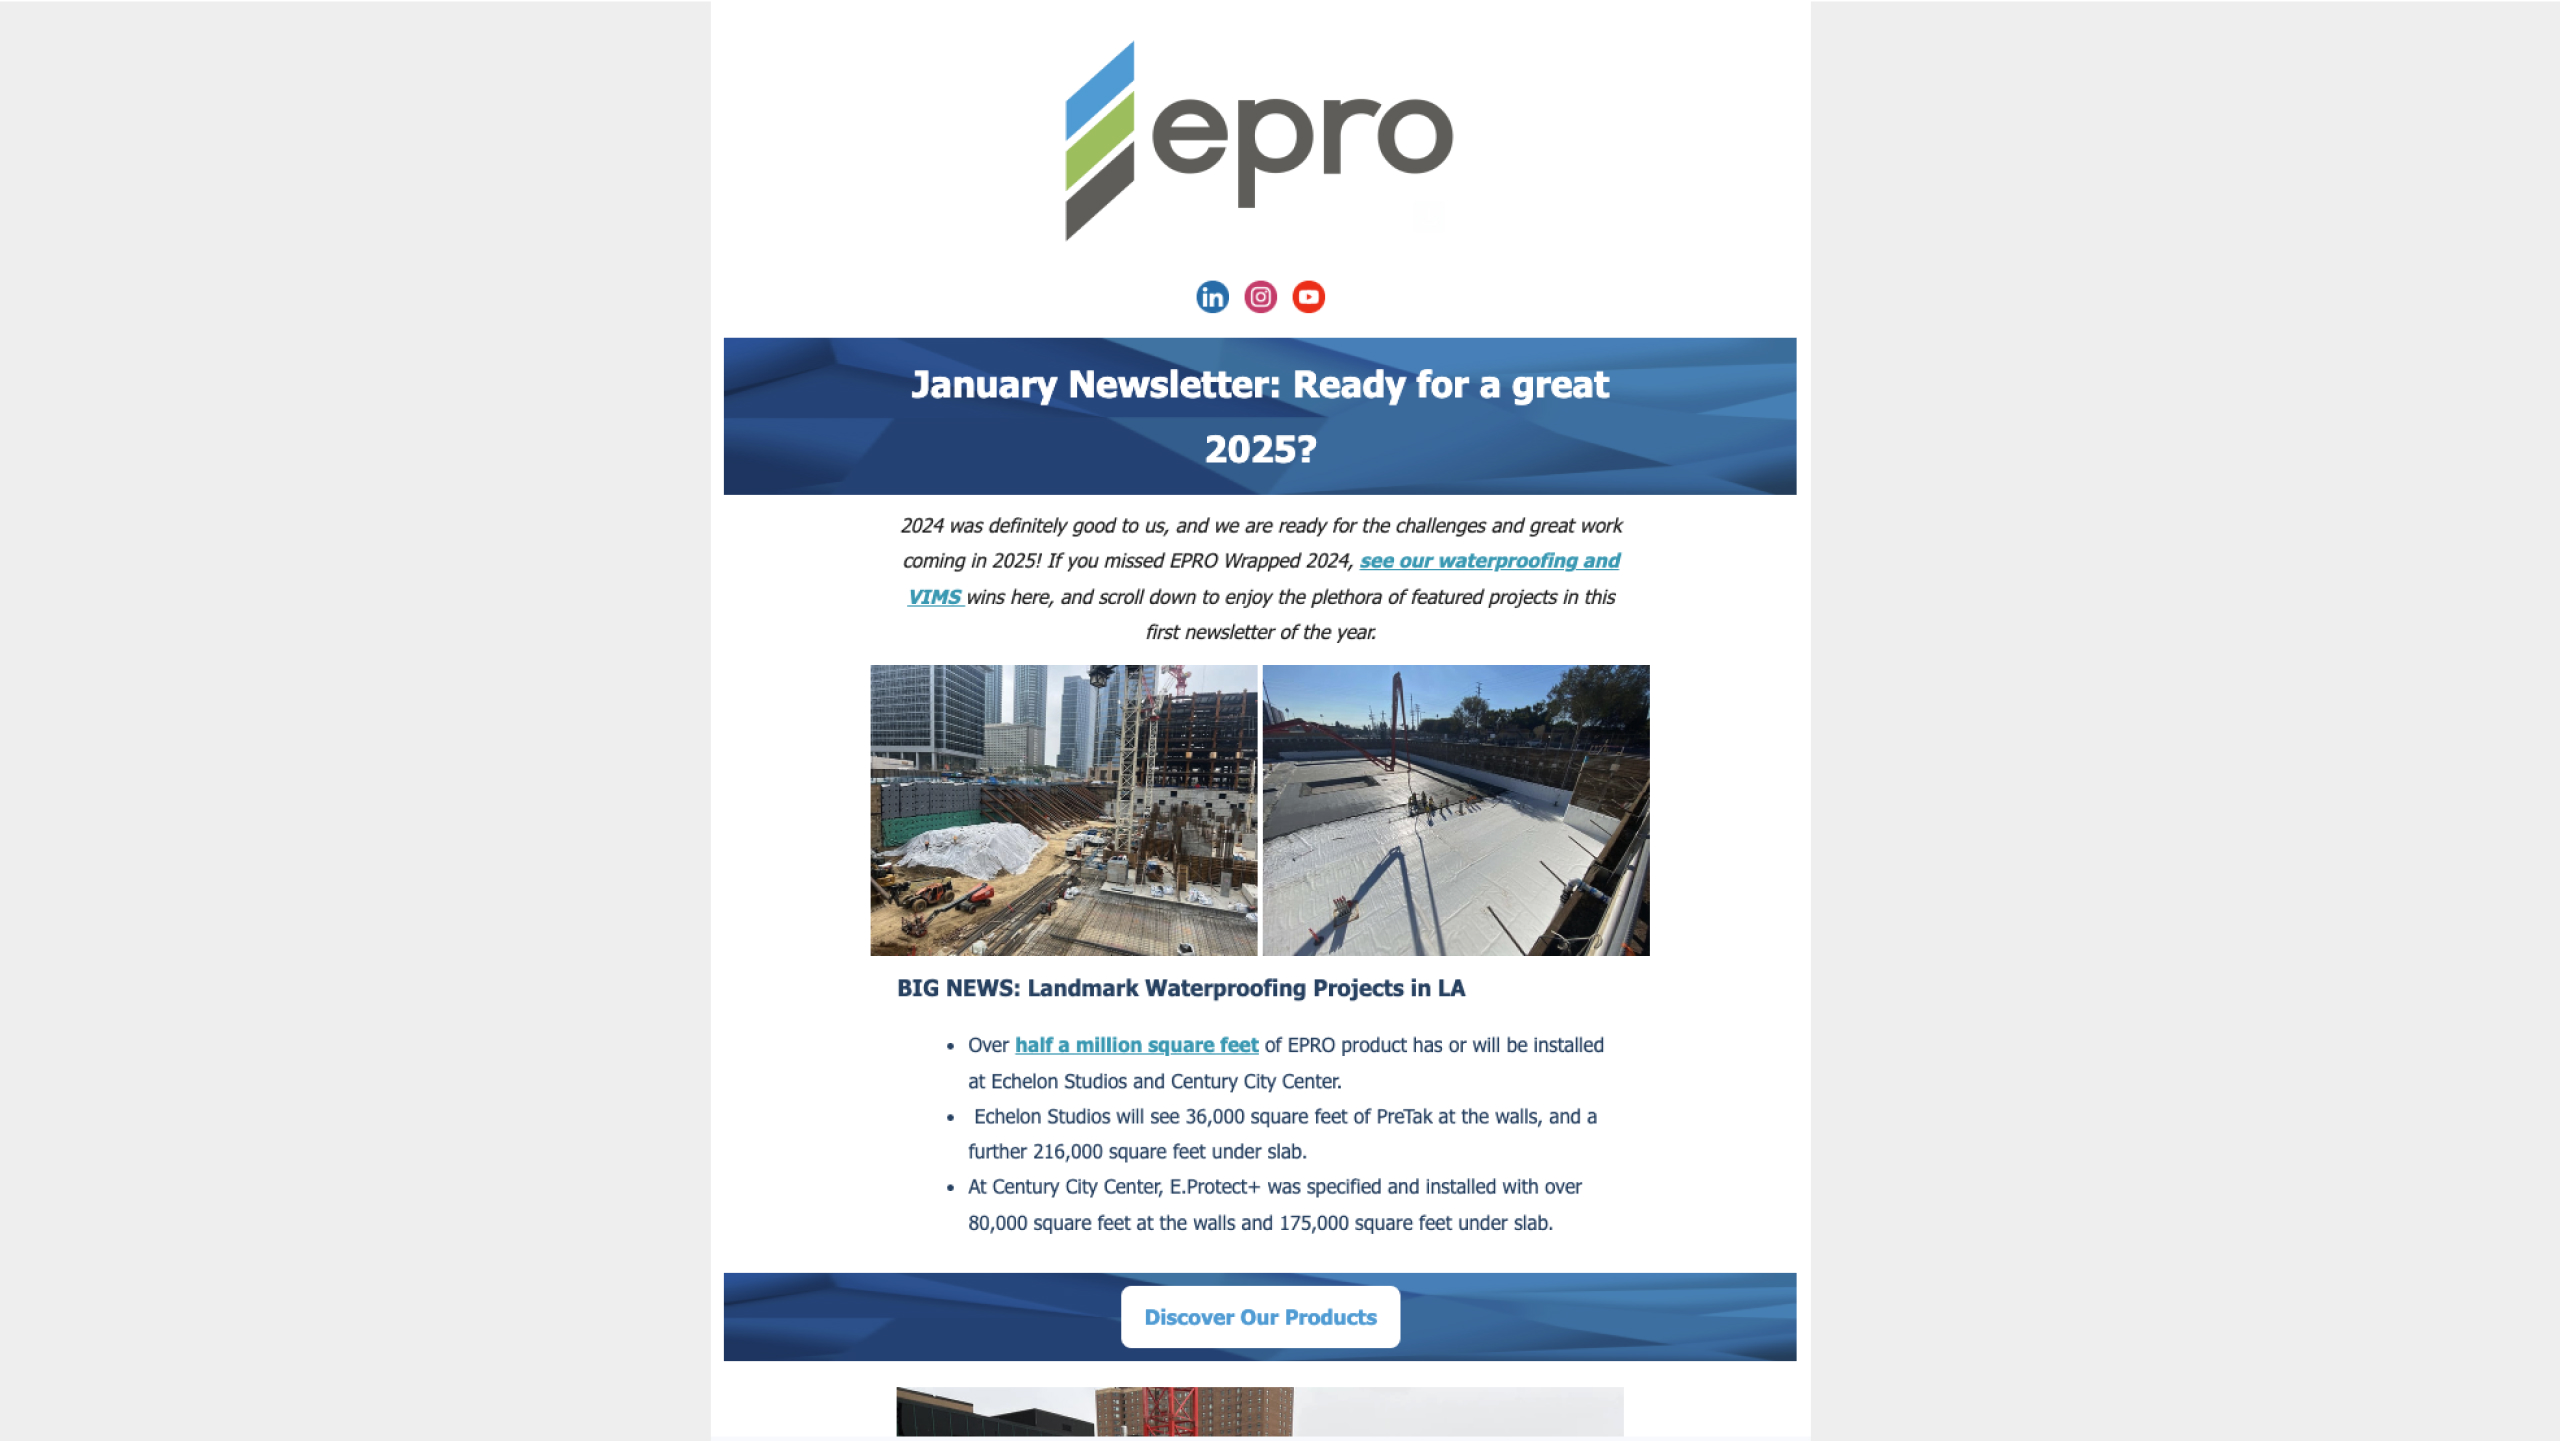 epro
January Newsletter: Ready for a great
2025?
2024 was definitely good to us, and we are ready for the challenges and great work
coming in 2025! If you missed EPRO Wrapped 2024, see our waterproofing and
VIMS wins here, and scroll down to enjoy the plethora of featured projects in this
first newsletter of the year.
BIG NEWS: Landmark Waterproofing Projects in LA
• Over half a million square feet of EPRO product has or will be installed
at Echelon Studios and Century City Center.
• Echelon Studios will see 36,000 square feet of PreTak at the walls, and a
further 216,000 square feet under slab.
• At Century City Center, E.Protect+ was specified and installed with over
80,000 square feet at the walls and 175,000 square feet under slab.
Discover Our Products